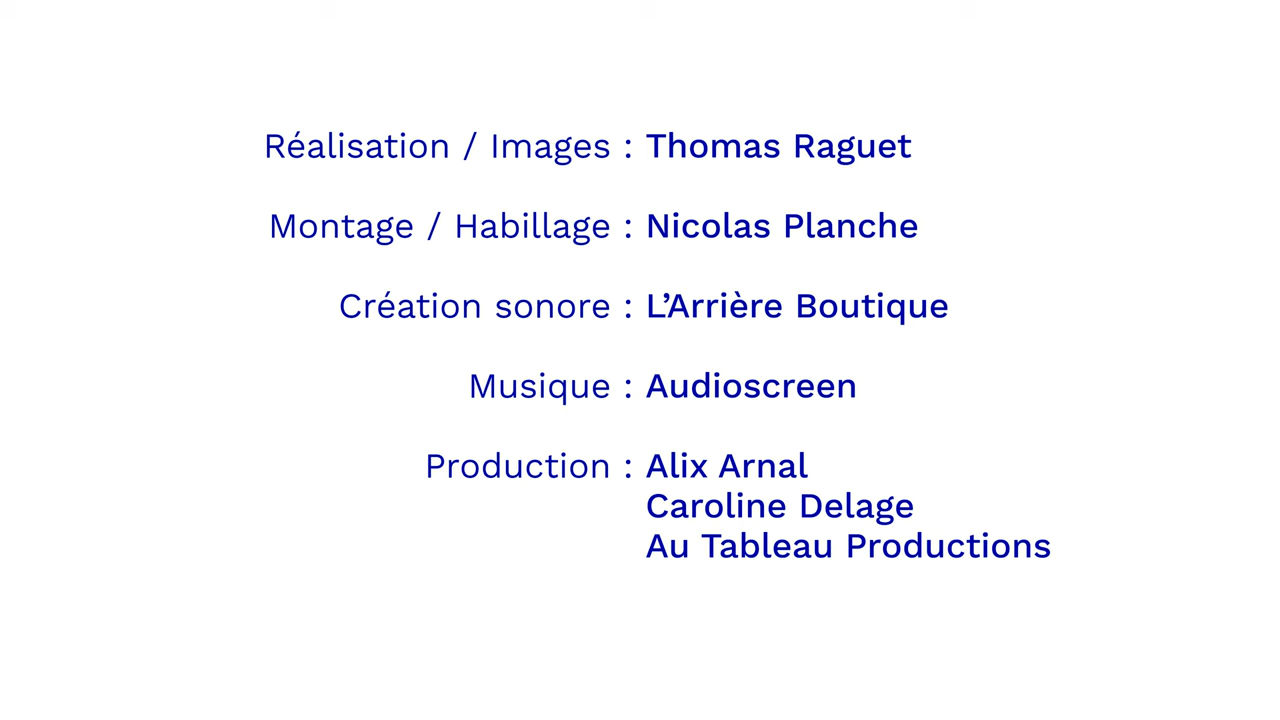 Réalisation / Images : Thomas Raguet
Montage / Habillage : Nicolas Planche
Création sonore : L’Arrière Boutique
Musique : Audioscreen
Production : Alix Arnal
Caroline Delage
Au Tableau Productions